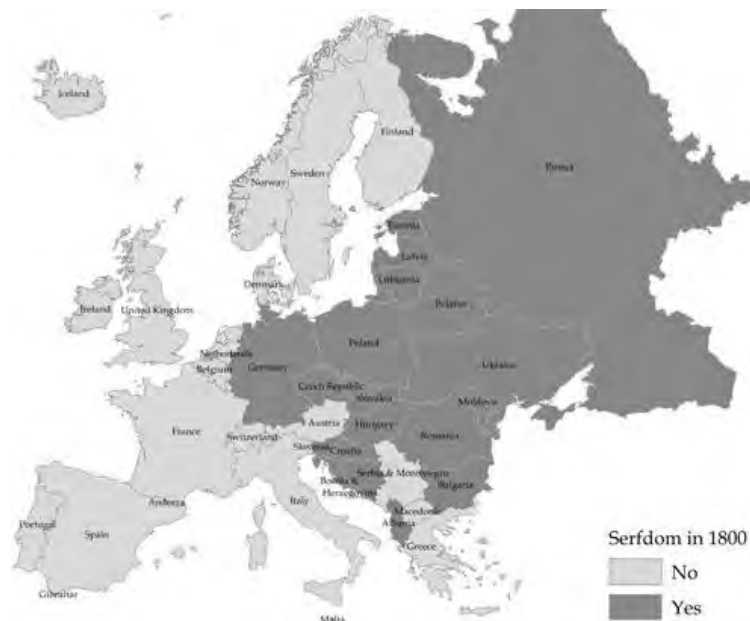 Iceland
Finland
Norway
Sweden
Russia
Estonia
Latvia
Lithuania
Denmark
Ireland
United Kingdom
Belarus
Netherlands
Belgium
Germany
Poland
Ukraine
Czech Republic
Slovakia
Moldova
France
Switzerland
Austria
Hungary
Romania
Slovenia
Croatia
Bosnia &
Herzegovina
Serbia & Montenegro
Bulgaria
Andorra
Italy
Macedonia
Albania
Greece
Portugal
Spain
Gibraltar
Malta
Serfdom in 1800
No
Yes